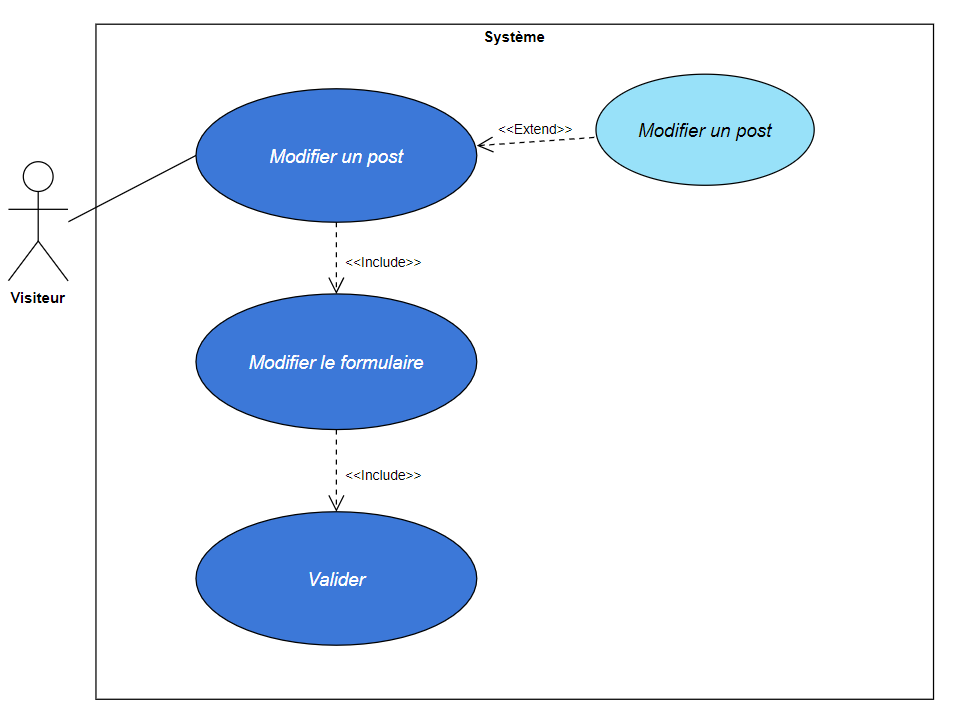 Système
Modifier un post
<<Extend>>
Modifier un post
<<Include>>
Visiteur
Modifier le formulaire
<<Include>>
Valider